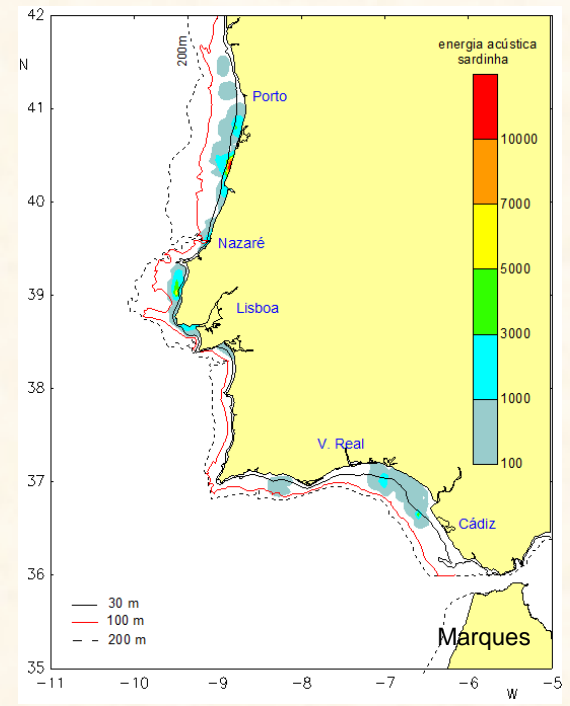 42
200m
energia acústica
sardinha
N
41
Porto
10000
40
7000
Nazaré
5000
39
Lisboa
3000
1000
38
V. Real
100
37
Cádiz
36
30 m
100 m
200 m
Marques
35
−11
−10
−9
−8
−7
−6
−5
W